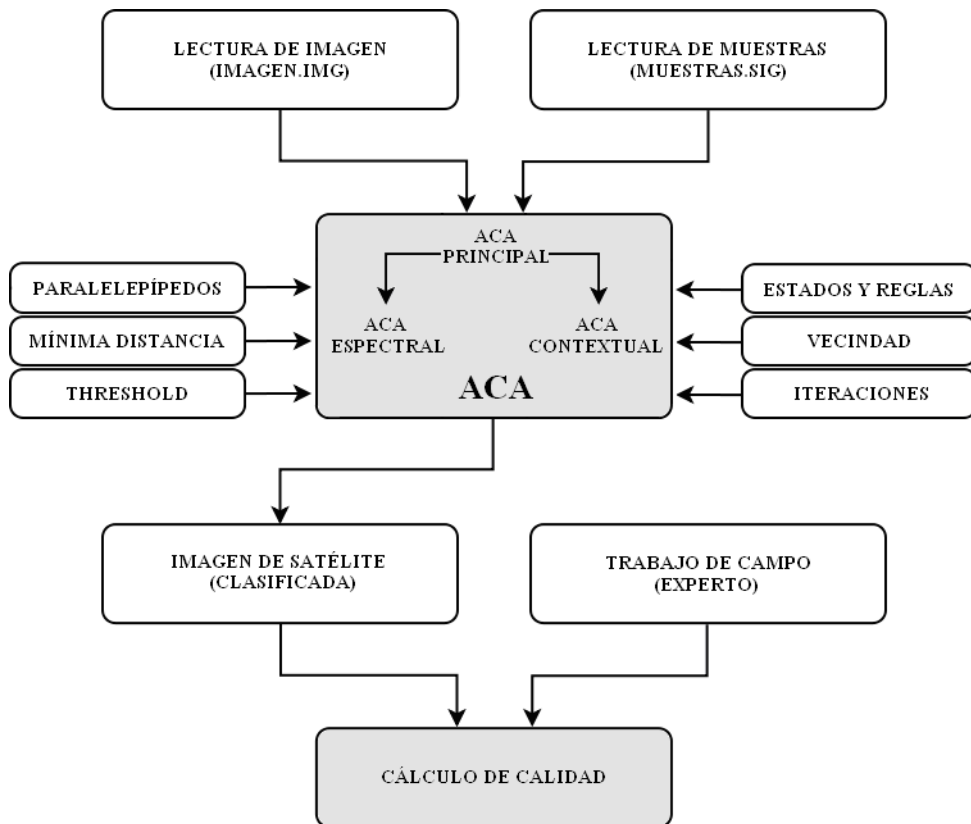 LECTURA DE IMAGEN
(IMAGEN.IMG)
LECTURA DE MUESTRAS
(MUESTRAS.SIG)
ACA
PRINCIPAL
PARALELEPÍPEDOS
MÍNIMA DISTANCIA
THRESHOLD
ACA
ESPECTRAL
ACA
CONTEXTUAL
ACA
ESTADOS Y REGLAS
VECINDAD
ITERACIONES
IMAGEN DE SATÉLITE
(CLASIFICADA)
TRABAJO DE CAMPO
(EXPERTO)
CÁLCULO DE CALIDAD